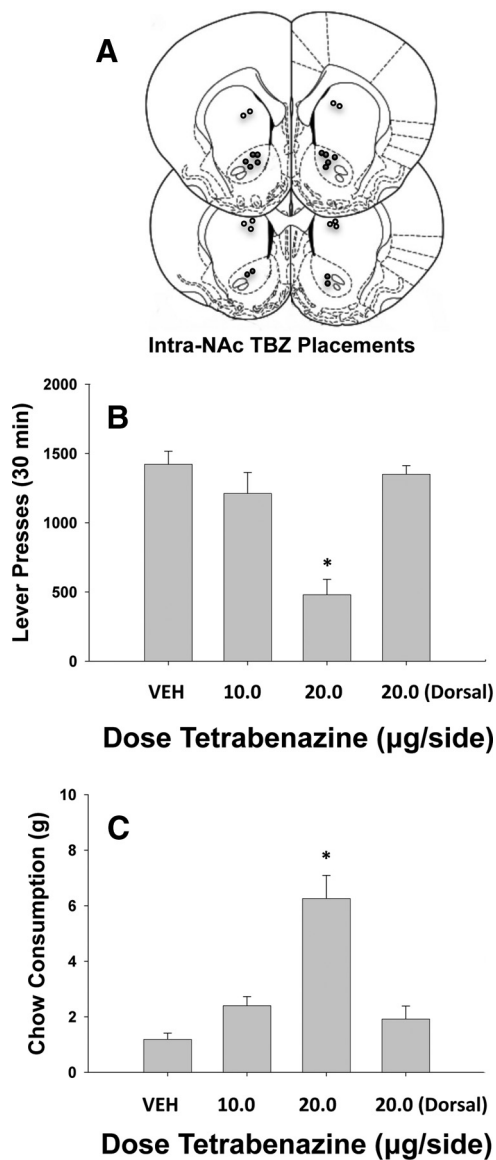 A
Intra-NAc TBZ Placements
B
Lever Presses (30 min)
2000
1500
1000
500
0
*
VEH 10.0 20.0 20.0 (Dorsal)
Dose Tetrabenazine (µg/side)
C
Chow Consumption (g)
10
8
6
4
2
0
*
VEH 10.0 20.0 20.0 (Dorsal)
Dose Tetrabenazine (µg/side)